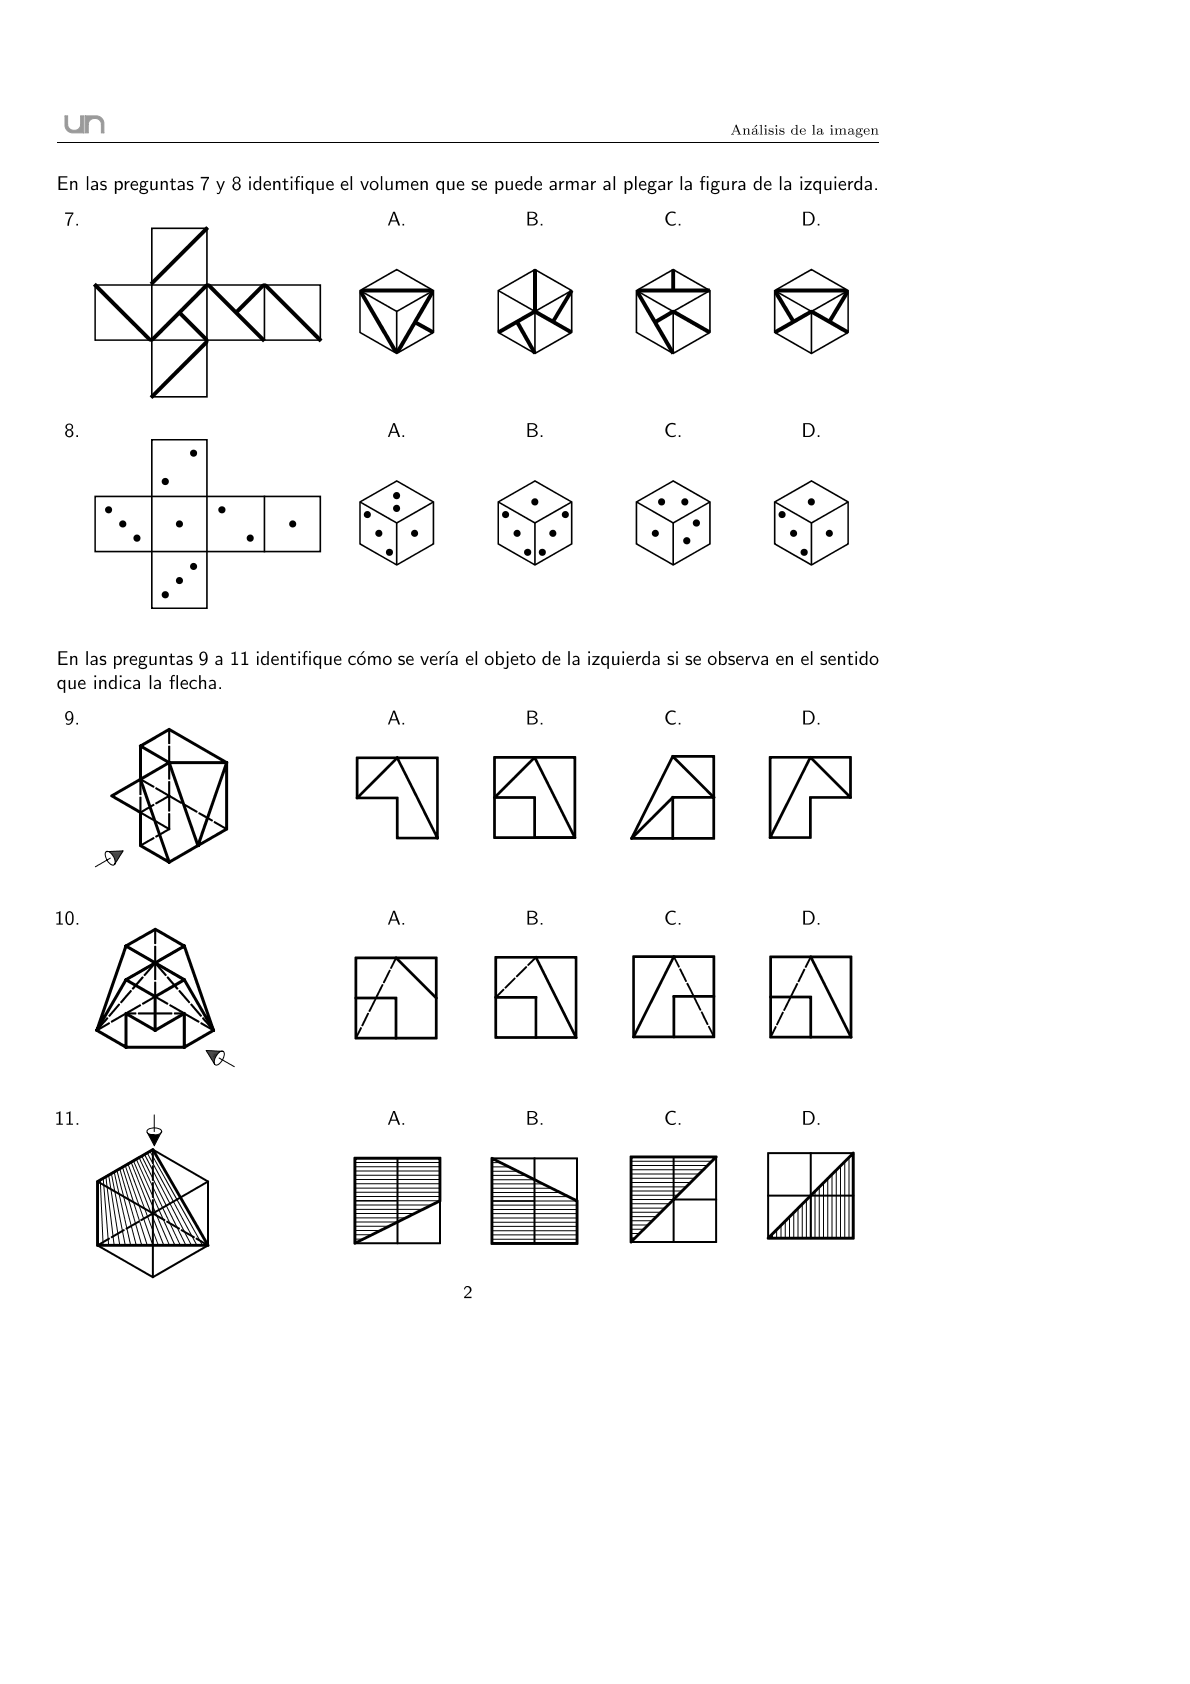 un
Análisis de la imagen
En las preguntas 7 y 8 identifique el volumen que se puede armar al plegar la figura de la izquierda.
7. A. B. C. D.
8. A. B. C. D.
En las preguntas 9 a 11 identifique cómo se vería el objeto de la izquierda si se observa en el sentido
que indica la flecha.
9. A. B. C. D.
10. A. B. C. D.
11. A. B. C. D.
2